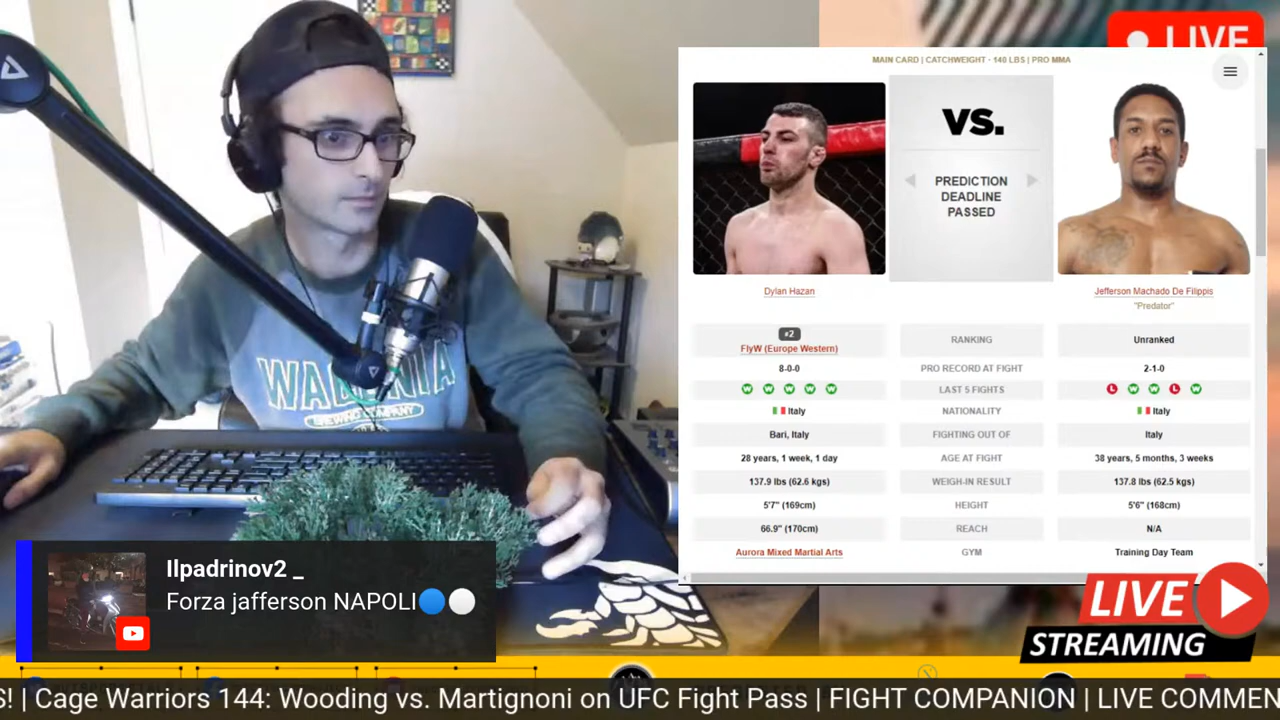 LIVE
MAIN CARD | CATCHWEIGHT - 140 LBS | PRO MMA
VS.
PREDICTION
DEADLINE
PASSED
Dylan Hazan
Jefferson Machado De Filippis
"Predator"
#2
FlyW (Europe Western)
RANKING
Unranked
8-0-0
PRO RECORD AT FIGHT
2-1-0
W W W W W
LAST 5 FIGHTS
L W W L W
Italy
NATIONALITY
Italy
Bari, Italy
FIGHTING OUT OF
Italy
28 years, 1 week, 1 day
AGE AT FIGHT
38 years, 5 months, 3 weeks
137.9 lbs (62.6 kgs)
WEIGH-IN RESULT
137.8 lbs (62.5 kgs)
5'7" (169cm)
HEIGHT
5'6" (168cm)
66.9" (170cm)
REACH
N/A
Aurora Mixed Martial Arts
GYM
Training Day Team
BREWING COMPANY
Ilpadrinov2 _
Forza jafferson NAPOLI
LIVE
STREAMING
S! | Cage Warriors 144: Wooding vs. Martignoni on UFC Fight Pass | FIGHT COMPANION | LIVE COMMEN